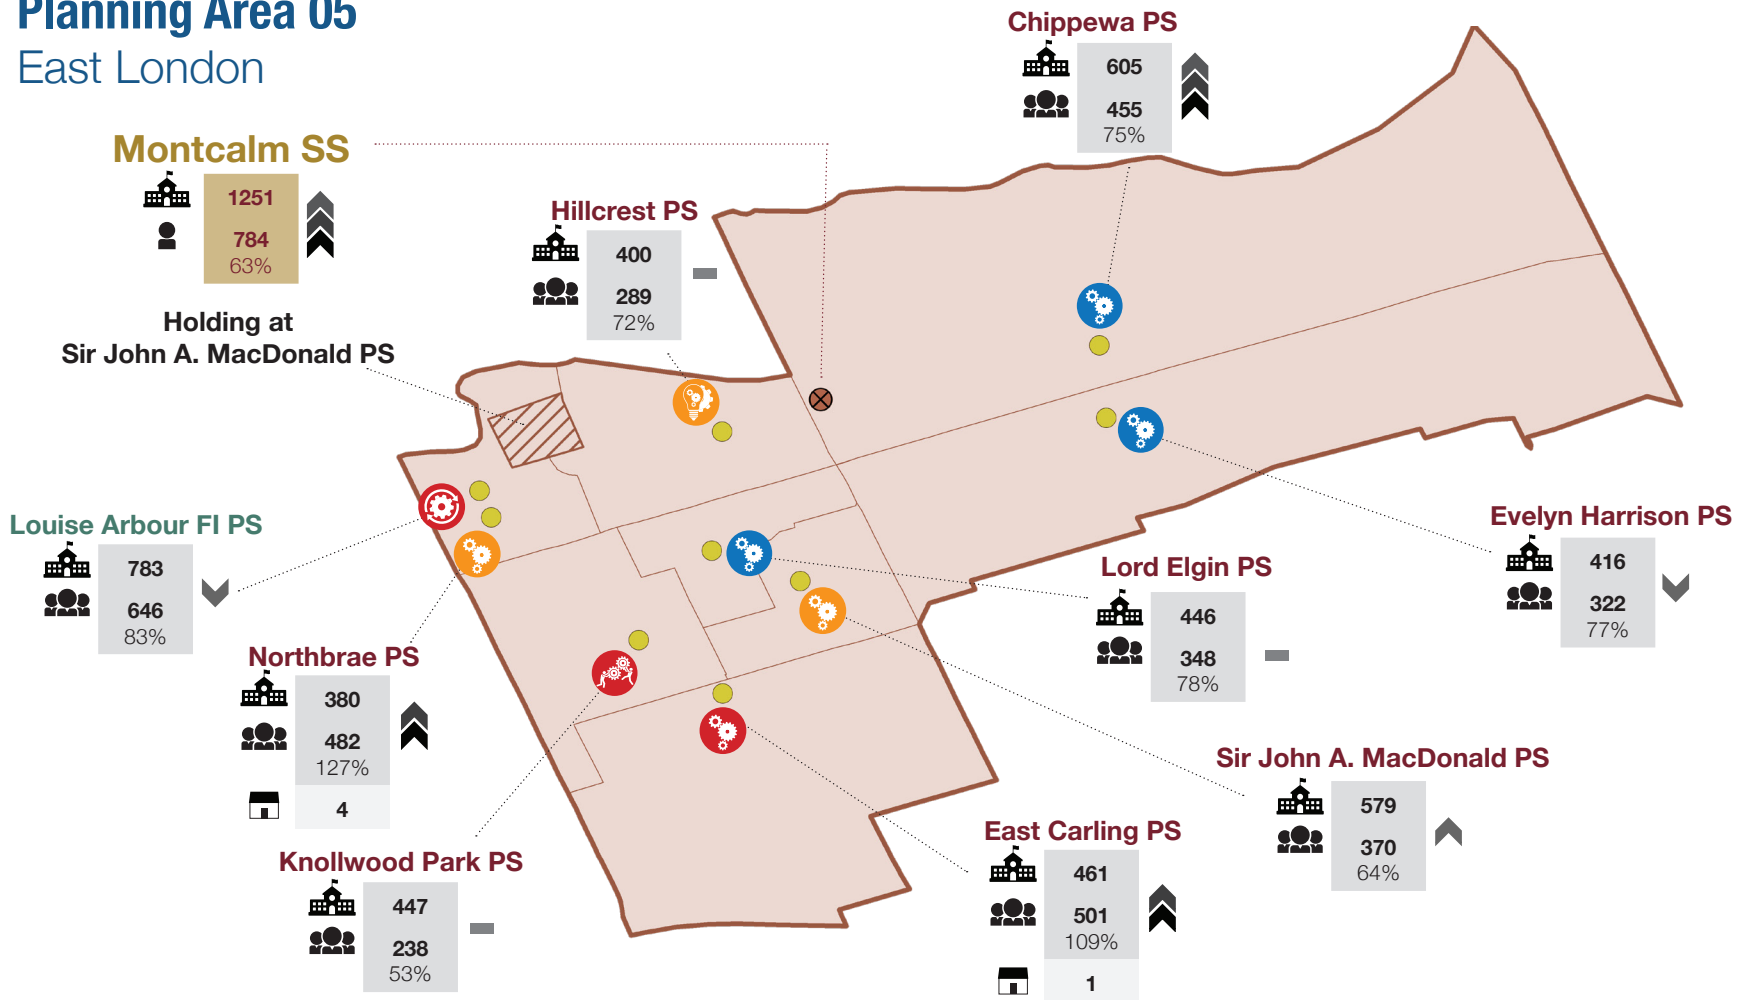 Planning Area 05
East London
Chippewa PS
605
455
75%
Montcalm SS
1251
784
63%
Hillcrest PS
400
289
72%
Holding at
Sir John A. MacDonald PS
Louise Arbour FI PS
783
646
83%
Evelyn Harrison PS
416
322
77%
Lord Elgin PS
446
348
78%
Northbrae PS
380
482
127%
4
Sir John A. MacDonald PS
579
370
64%
East Carling PS
461
501
109%
1
Knollwood Park PS
447
238
53%